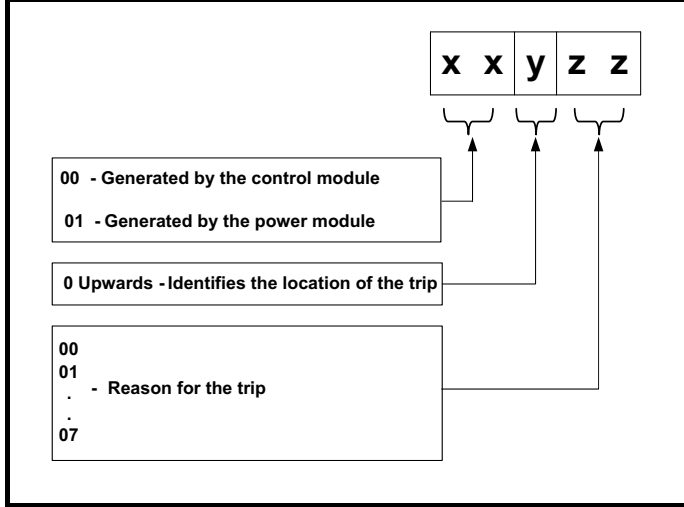 x x y z z
00 - Generated by the control module
01 - Generated by the power module
0 Upwards - Identifies the location of the trip
00
01
.
- Reason for the trip
.
07